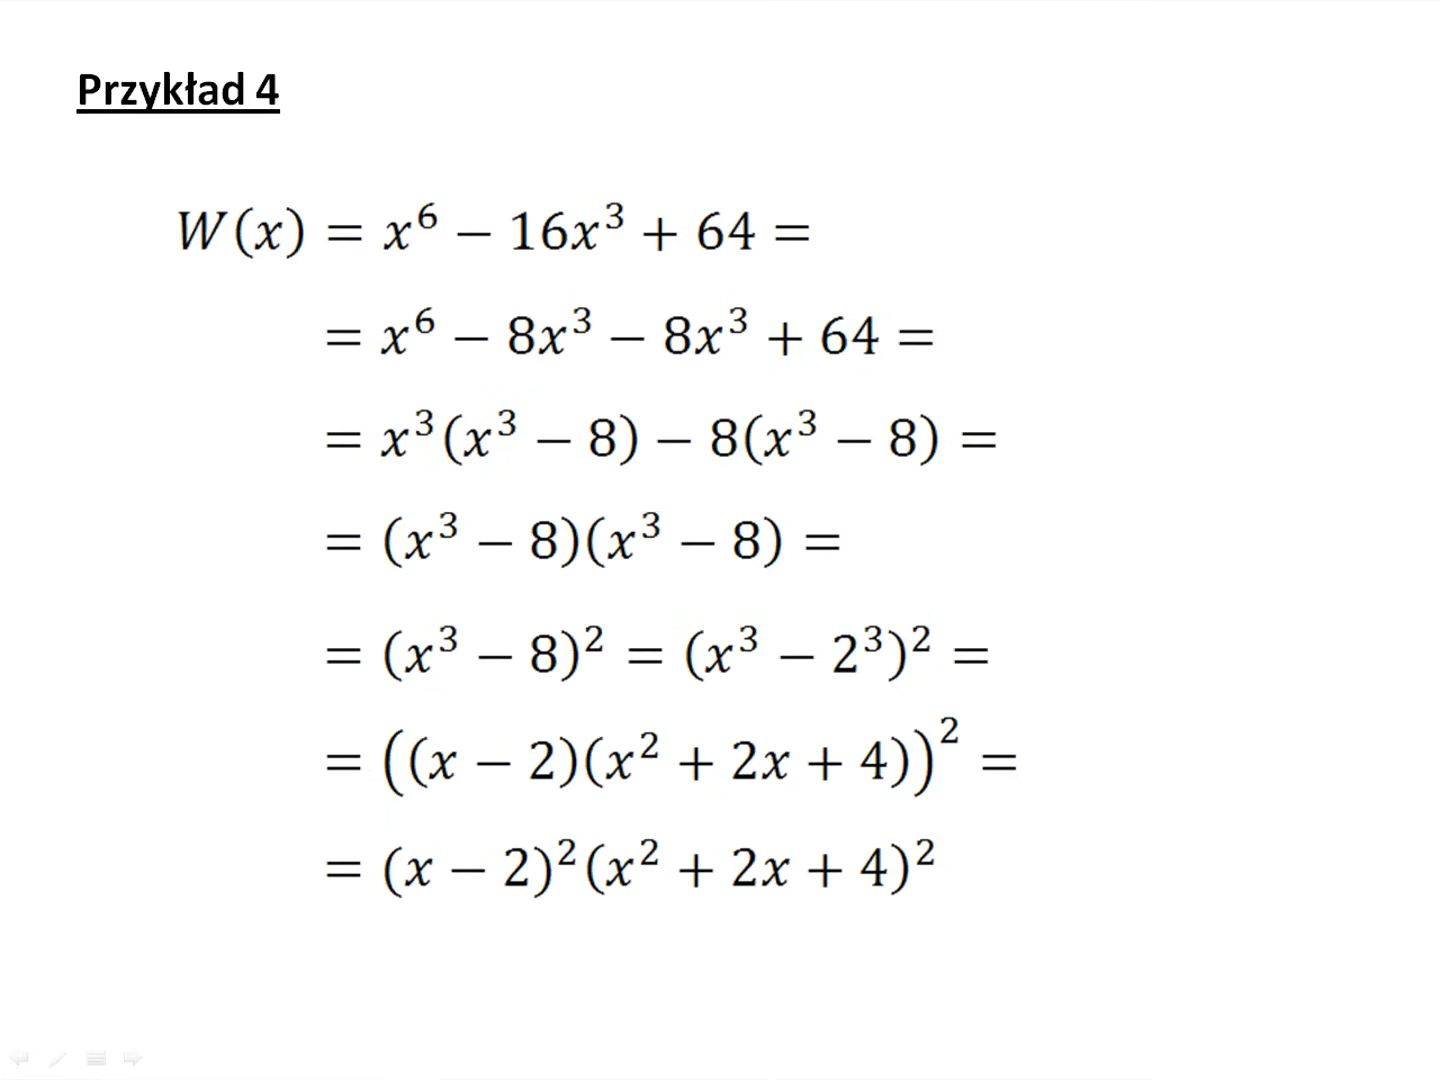 Przykład 4
W(x) = x⁶ − 16x³ + 64 =
= x⁶ − 8x³ − 8x³ + 64 =
= x³(x³ − 8) − 8(x³ − 8) =
= (x³ − 8)(x³ − 8) =
= (x³ − 8)² = (x³ − 2³)² =
= ((x − 2)(x² + 2x + 4))² =
= (x − 2)²(x² + 2x + 4)²